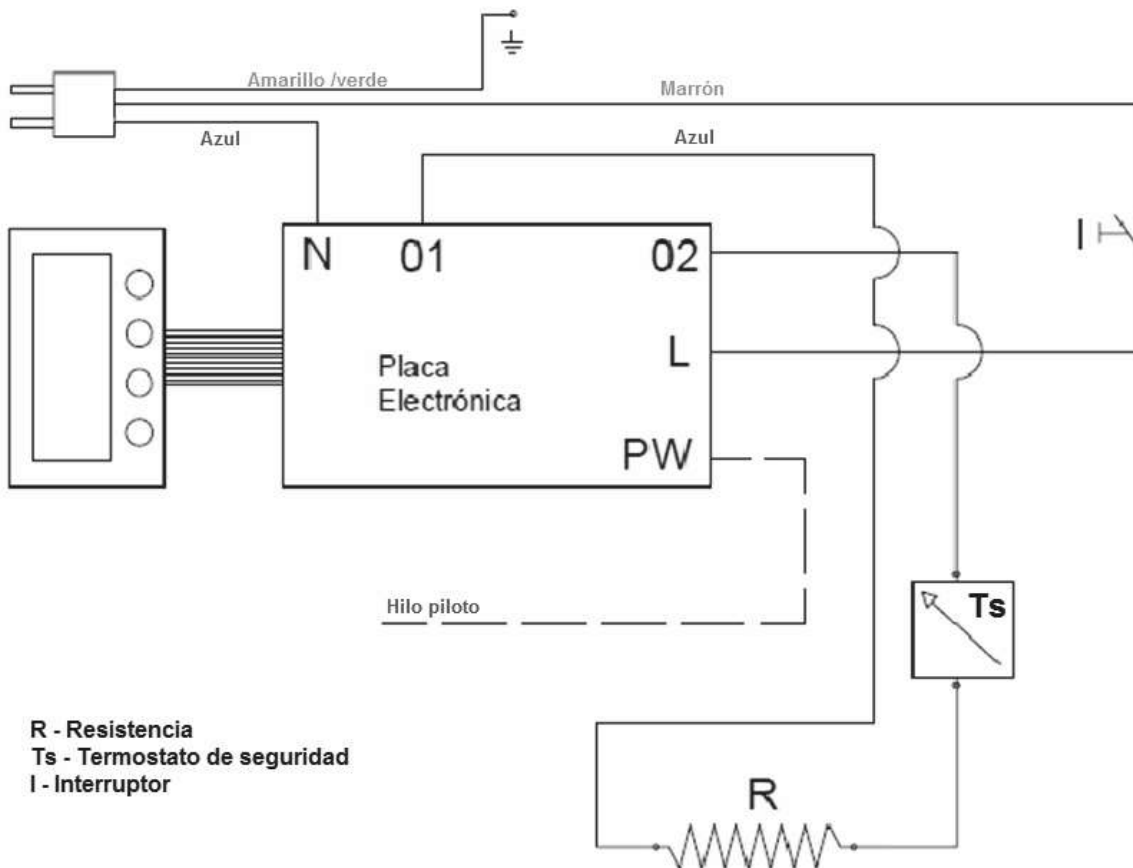 Amarillo /verde
Marrón
Azul
Azul
I
N
01
02
L
Placa
Electrónica
PW
Hilo piloto
Ts
R - Resistencia
Ts - Termostato de seguridad
I - Interruptor
R